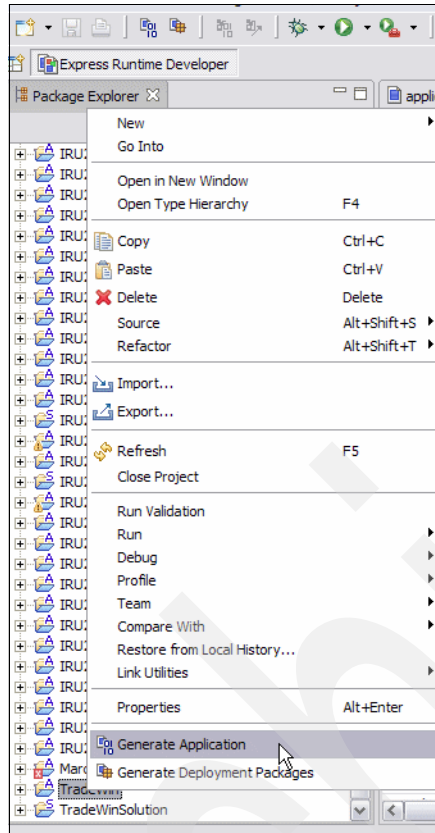 Express Runtime Developer
Package Explorer
appli
New
Go Into
Open in New Window
Open Type Hierarchy F4
Copy Ctrl+C
Paste Ctrl+V
Delete Delete
Source Alt+Shift+S
Refactor Alt+Shift+T
Import...
Export...
Refresh F5
Close Project
Run Validation
Run
Debug
Profile
Team
Compare With
Restore from Local History...
Link Utilities
Properties Alt+Enter
Generate Application
Generate Deployment Packages
TradeWin
TradeWinSolution